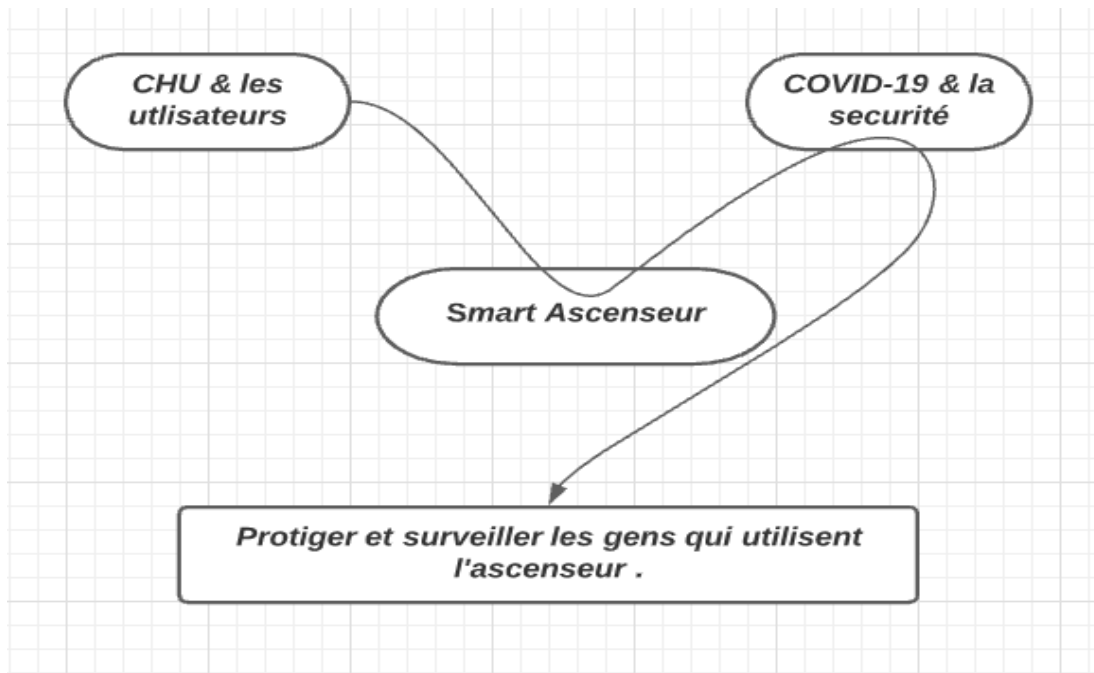 CHU & les
utlisateurs
COVID-19 & la
securité
Smart Ascenseur
Protiger et surveiller les gens qui utilisent
l'ascenseur .